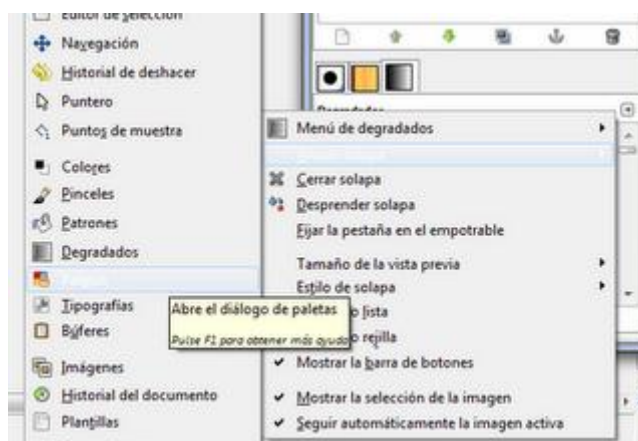 Editor de selección
Navegación
Historial de deshacer
Puntero
Puntos de muestra
Colores
Pinceles
Patrones
Degradados
Tipografías
Búferes
Imágenes
Historial del documento
Plantillas
Abre el diálogo de paletas
Pulse F1 para obtener más ayuda
Degradados
Menú de degradados
Cerrar solapa
Desprender solapa
Fijar la pestaña en el empotrable
Tamaño de la vista previa
Estilo de solapa
lista
rejilla
Mostrar la barra de botones
Mostrar la selección de la imagen
Seguir automáticamente la imagen activa